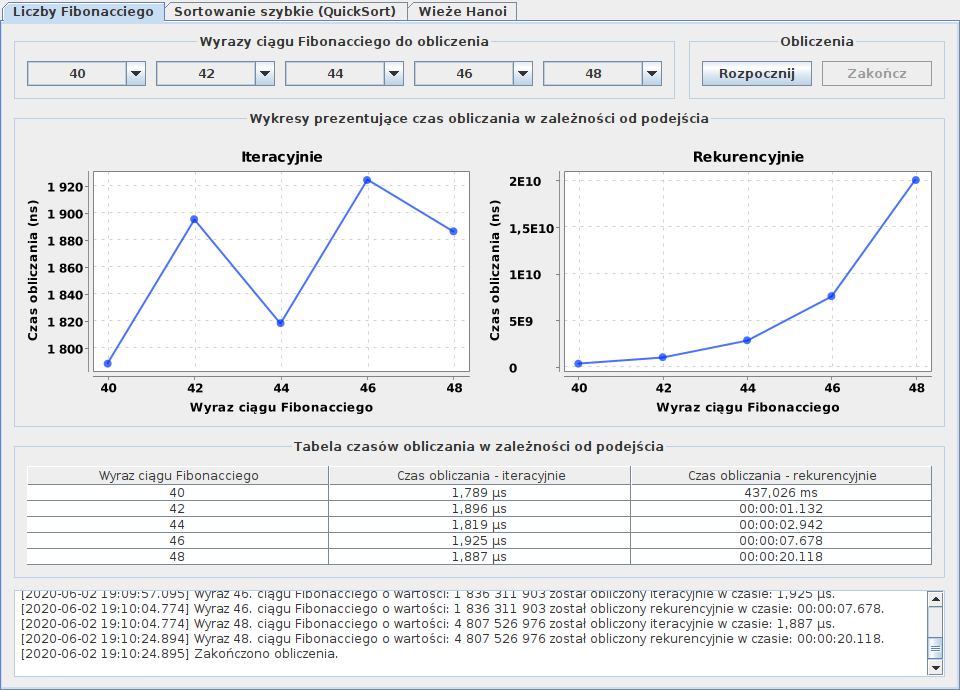 Liczby Fibonacciego Sortowanie szybkie (QuickSort) Wieże Hanoi
Wyrazy ciągu Fibonacciego do obliczenia
40 42 44 46 48
Obliczenia
Rozpocznij Zakończ
Wykresy prezentujące czas obliczania w zależności od podejścia
Iteracyjnie
Czas obliczania (ns)
1 920
1 900
1 880
1 860
1 840
1 820
1 800
40 42 44 46 48
Wyraz ciągu Fibonacciego
Rekurencyjnie
Czas obliczania (ns)
2E10
1,5E10
1E10
5E9
0
40 42 44 46 48
Wyraz ciągu Fibonacciego
Tabela czasów obliczania w zależności od podejścia
Wyraz ciągu Fibonacciego Czas obliczania - iteracyjnie Czas obliczania - rekurencyjnie
40 1,789 µs 437,026 ms
42 1,896 µs 00:00:01.132
44 1,819 µs 00:00:02.942
46 1,925 µs 00:00:07.678
48 1,887 µs 00:00:20.118
[2020-06-02 19:09:57.095] Wyraz 46. ciągu Fibonacciego o wartości: 1 836 311 903 został obliczony iteracyjnie w czasie: 1,925 µs.
[2020-06-02 19:10:04.774] Wyraz 46. ciągu Fibonacciego o wartości: 1 836 311 903 został obliczony rekurencyjnie w czasie: 00:00:07.678.
[2020-06-02 19:10:04.774] Wyraz 48. ciągu Fibonacciego o wartości: 4 807 526 976 został obliczony iteracyjnie w czasie: 1,887 µs.
[2020-06-02 19:10:24.894] Wyraz 48. ciągu Fibonacciego o wartości: 4 807 526 976 został obliczony rekurencyjnie w czasie: 00:00:20.118.
[2020-06-02 19:10:24.895] Zakończono obliczenia.